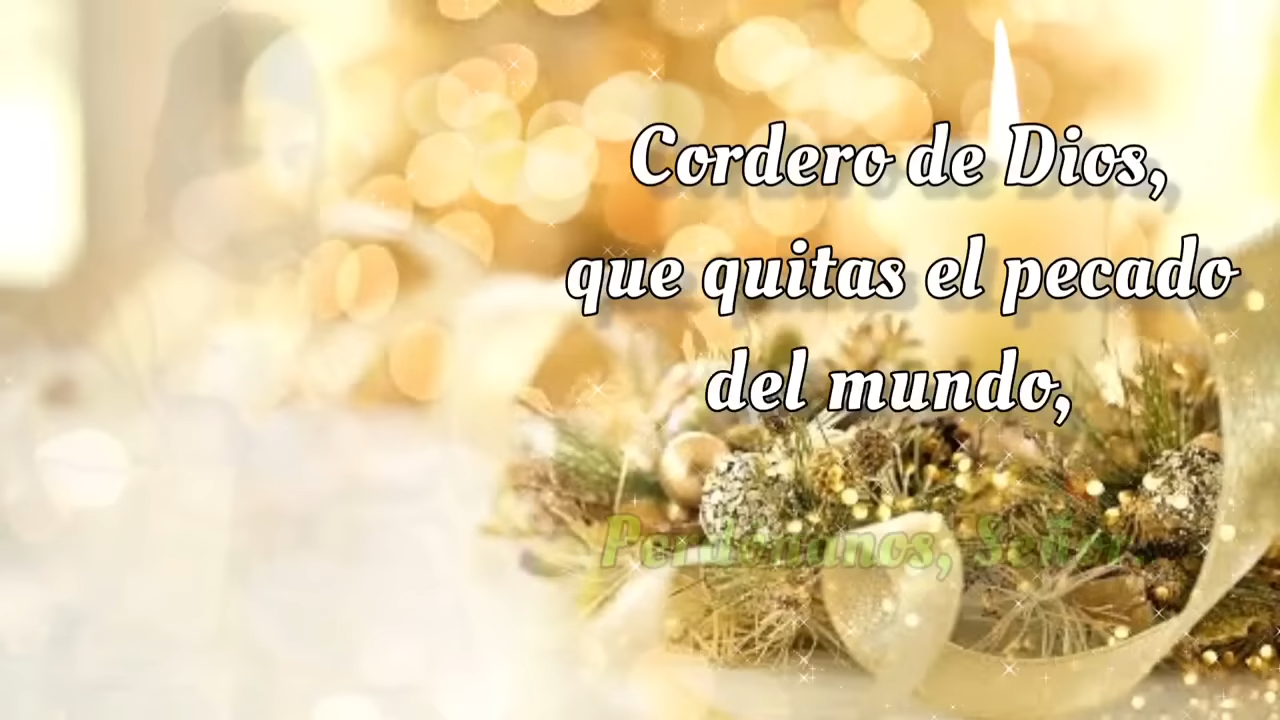 Cordero de Dios,
que quitas el pecado
del mundo,
Perdónanos, Señor